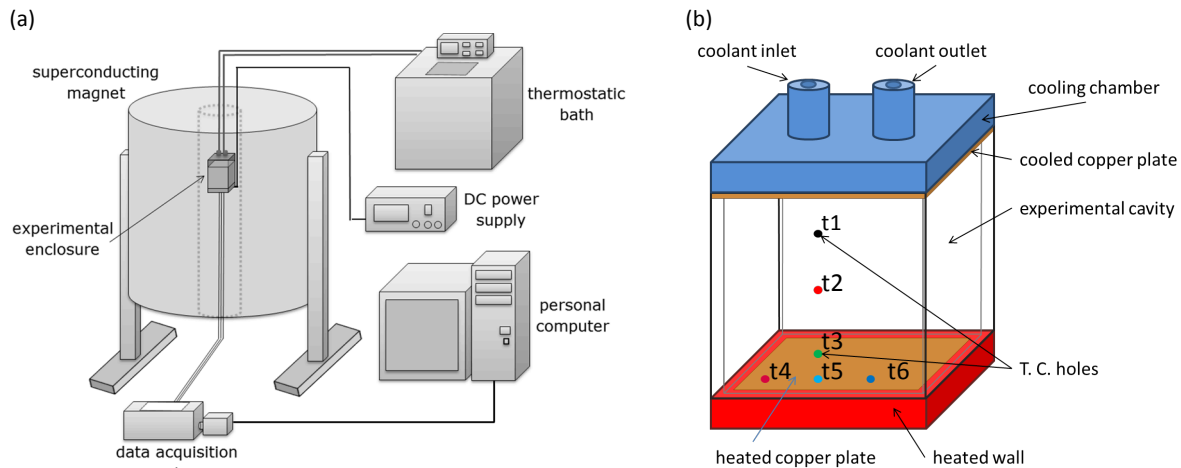 (a)
superconducting
magnet
thermostatic
bath
DC power
supply
experimental
enclosure
personal
computer
data acquisition
(b)
coolant inlet
coolant outlet
cooling chamber
cooled copper plate
experimental cavity
t1
t2
t3
t4
t5
t6
T. C. holes
heated copper plate
heated wall